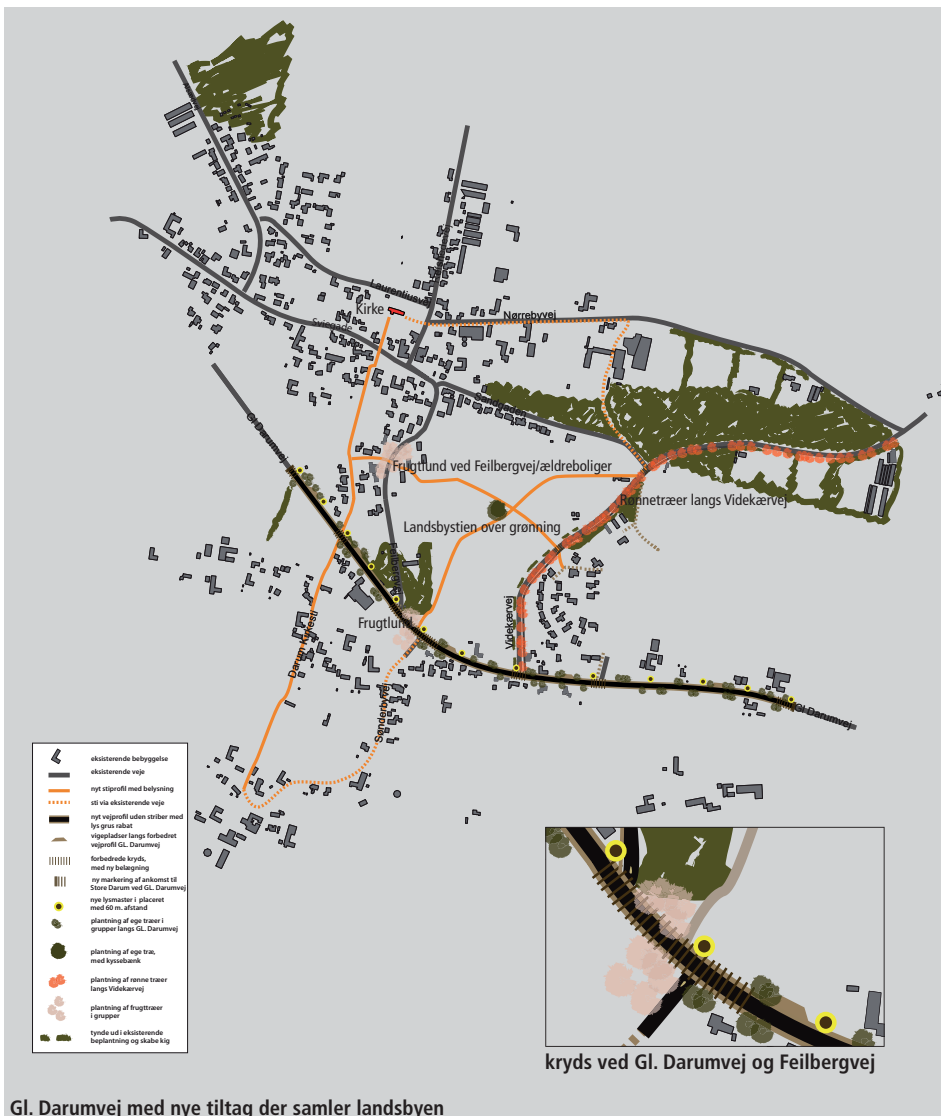 Laurentiusvej
Kirke
Nørrebyvej
Sviegade
Sandgaden
Gl. Darumvej
Frugtlund ved Feilbergvej/ældreboliger
Rønnetræer langs Videkærvej
Landsbystien over grønning
Feilbergvej
Frugtlund
Videkærvej
Darum Kirkesti
Sønderbyvej
Gl. Darumvej
eksisterende bebyggelse
eksisterende veje
nyt stiprofil med belysning
sti via eksisterende veje
nyt vejprofil uden striber med
lys grus rabat
vigepladser langs forbedret
vejprofil GL. Darumvej
forbedrede kryds,
med ny belægning
ny markering af ankomst til
Store Darum ved GL. Darumvej
nye lysmaster i placeret
med 60 m. afstand
plantning af ege træer i
grupper langs GL. Darumvej
plantning af ege træ,
med kyssebænk
plantning af rønne træer
langs Videkærvej
plantning af frugttræer
i grupper
tynde ud i eksisterende
beplantning og skabe kig
kryds ved Gl. Darumvej og Feilbergvej
Gl. Darumvej med nye tiltag der samler landsbyen